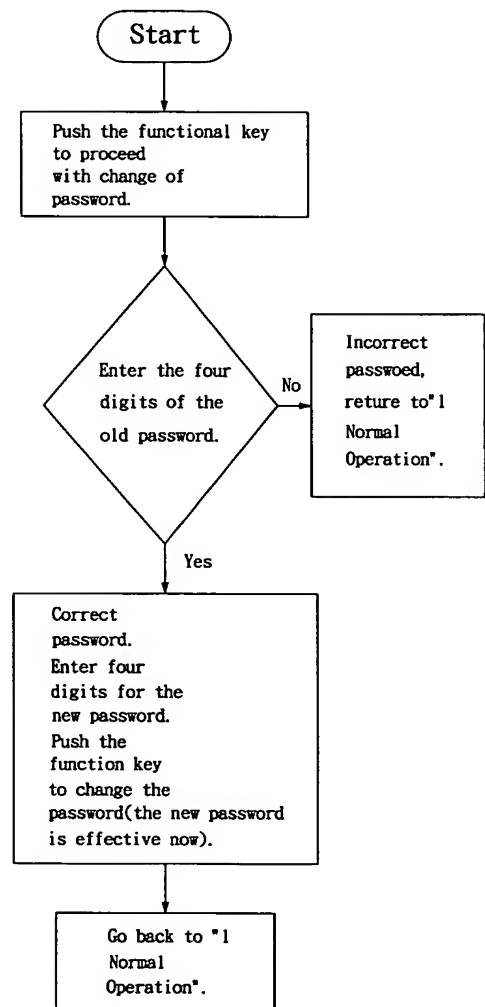 Start
Push the functional key
to proceed
with change of
password.
Enter the four
digits of the
old password.
No
Incorrect
passwoed,
return to"1
Normal
Operation".
Yes
Correct
password.
Enter four
digits for the
new password.
Push the
function key
to change the
password(the new password
is effective now).
Go back to "1
Normal
Operation".